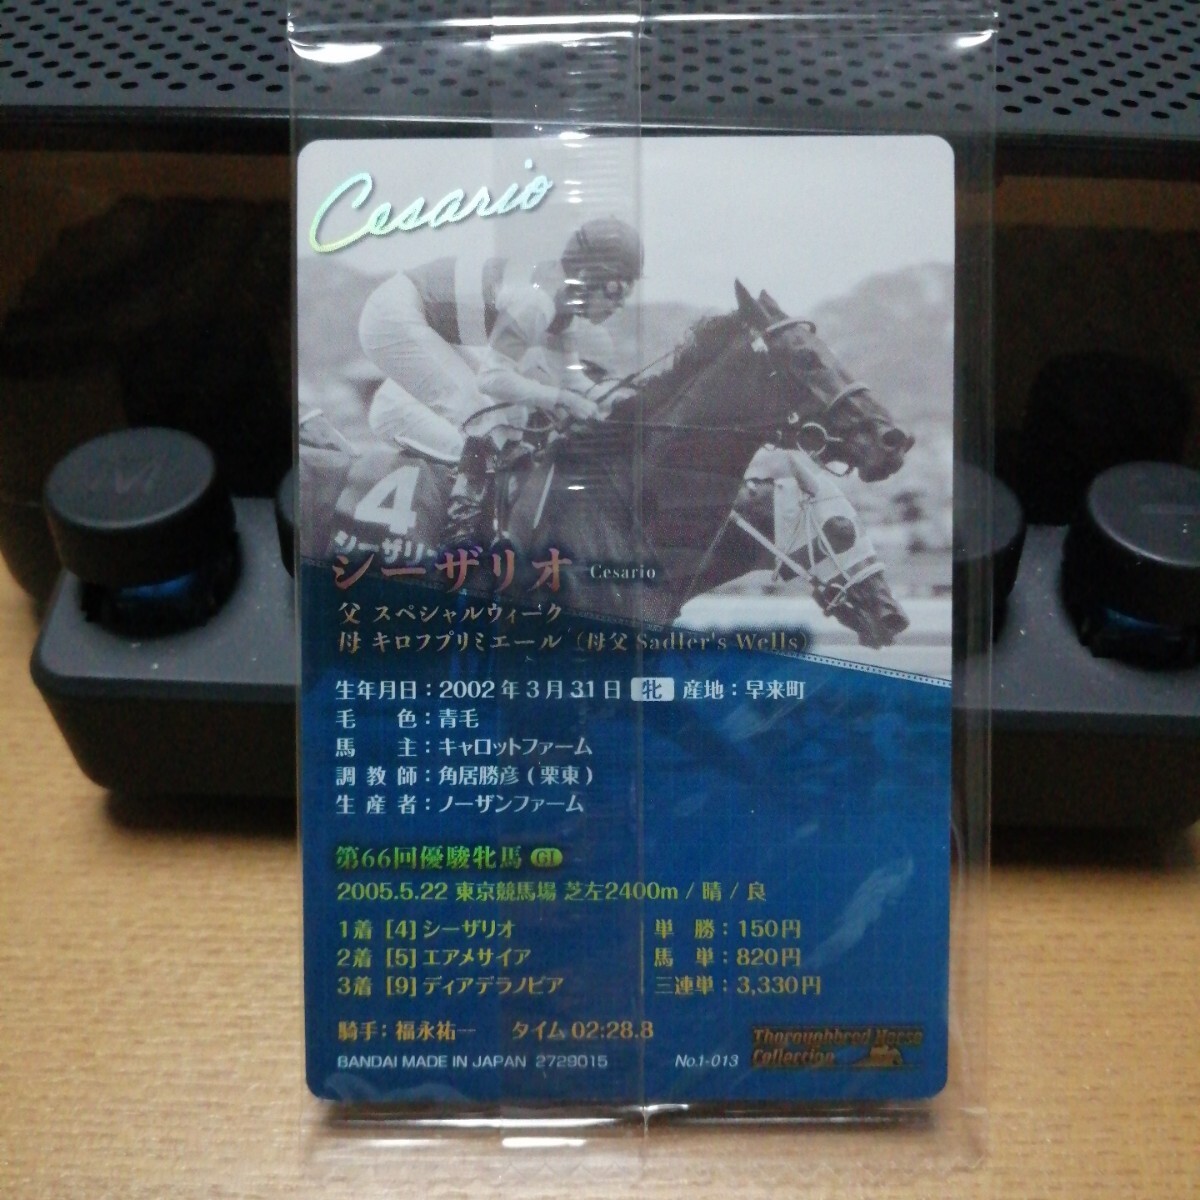 Cesario
4
シーザリ
シーザリオ Cesario
父 スペシャルウィーク
母 キロフプリミエール (母父 Sadler's Wells)
生年月日：2002年3月31日 牝 産地：早来町
毛 色：青毛
馬 主：キャロットファーム
調教師：角居勝彦(栗東)
生産者：ノーザンファーム
第66回優駿牝馬 GI
2005.5.22 東京競馬場 芝左2400m / 晴 / 良
1着 [4] シーザリオ 単 勝：150円
2着 [5] エアメサイア 馬 単：820円
3着 [9] ディアデラノビア 三連単：3,330円
騎手：福永祐一 タイム 02:28.8
BANDAI MADE IN JAPAN 2729015 No.1-013
Thoroughbred Horse
Collection